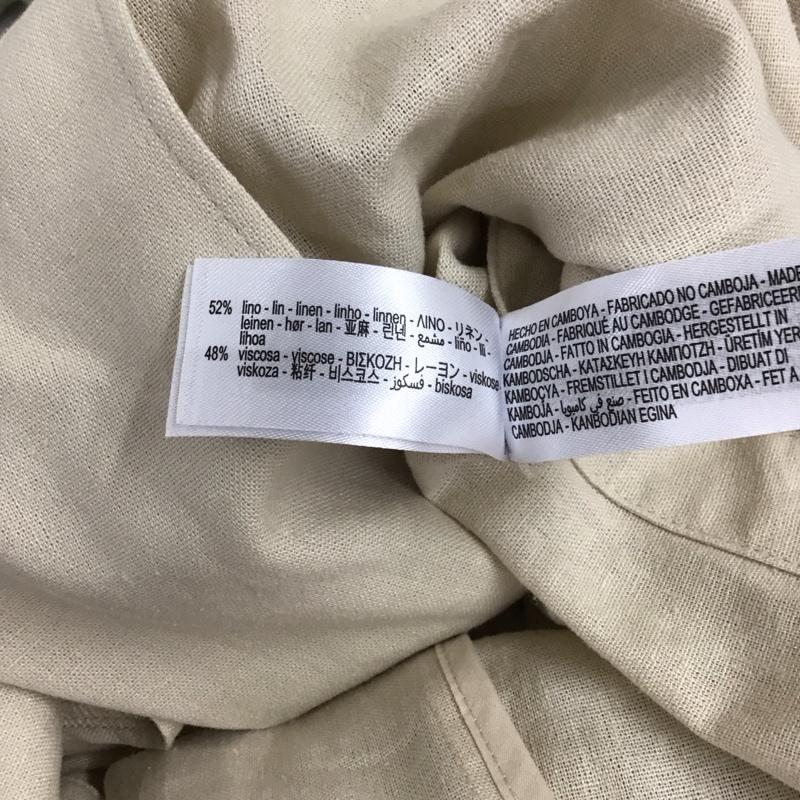 52% lino - lin - linen - linho - linnen - ΛΙΝΟ - リネン -
leinen - hør - lan - 亚麻 - 린넨 - مشمع - liño - lli -
lihoa
48% viscosa - viscose - ΒΙΣΚΟΖΗ - レーヨン - viskose
viskoza - 粘纤 - 비스코스 - فسكوز - biskosa
HECHO EN CAMBOYA - FABRICADO NO CAMBOJA - MADE
CAMBODIA - FABRIQUÉ AU CAMBODGE - GEFABRICEERD
CAMBODJA - FATTO IN CAMBOGIA - HERGESTELLT IN
KAMBODSCHA - ΚΑΤΑΣΚΕΥΗ ΚΑΜΠΟΤΖΗ - ÜRETİM YER
KAMBOÇYA - FREMSTILLET I CAMBODJA - DIBUAT DI
KAMBOJA - صنع في كامبوديا - FEITO EN CAMBOXA - FET A
CAMBODJA - KANBODIAN EGINA